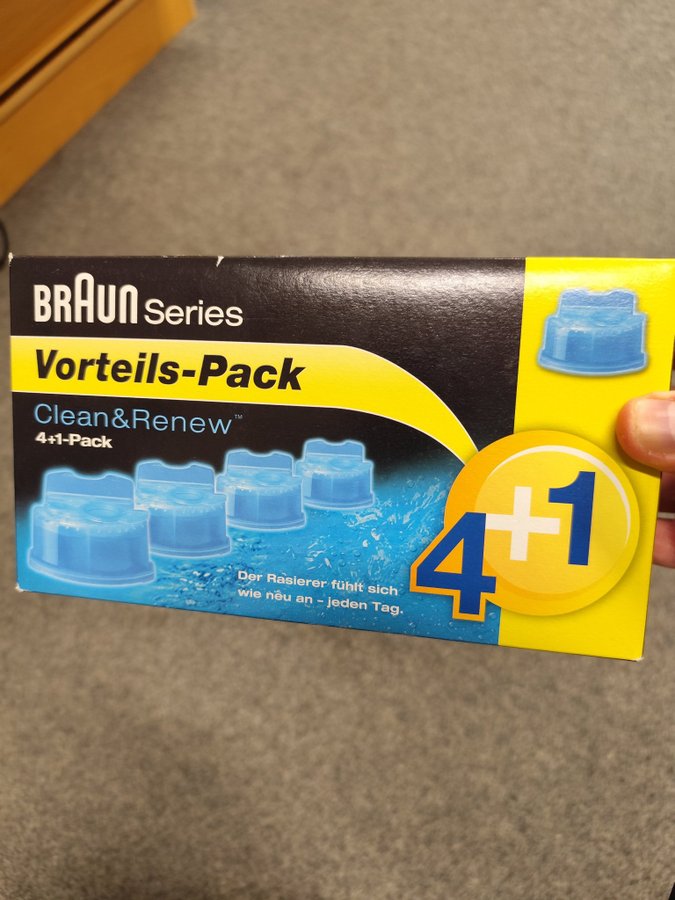 BRAUN Series
Vorteils-Pack
Clean&Renew™
4+1-Pack
Der Rasierer fühlt sich
wie neu an – jeden Tag.
4+1